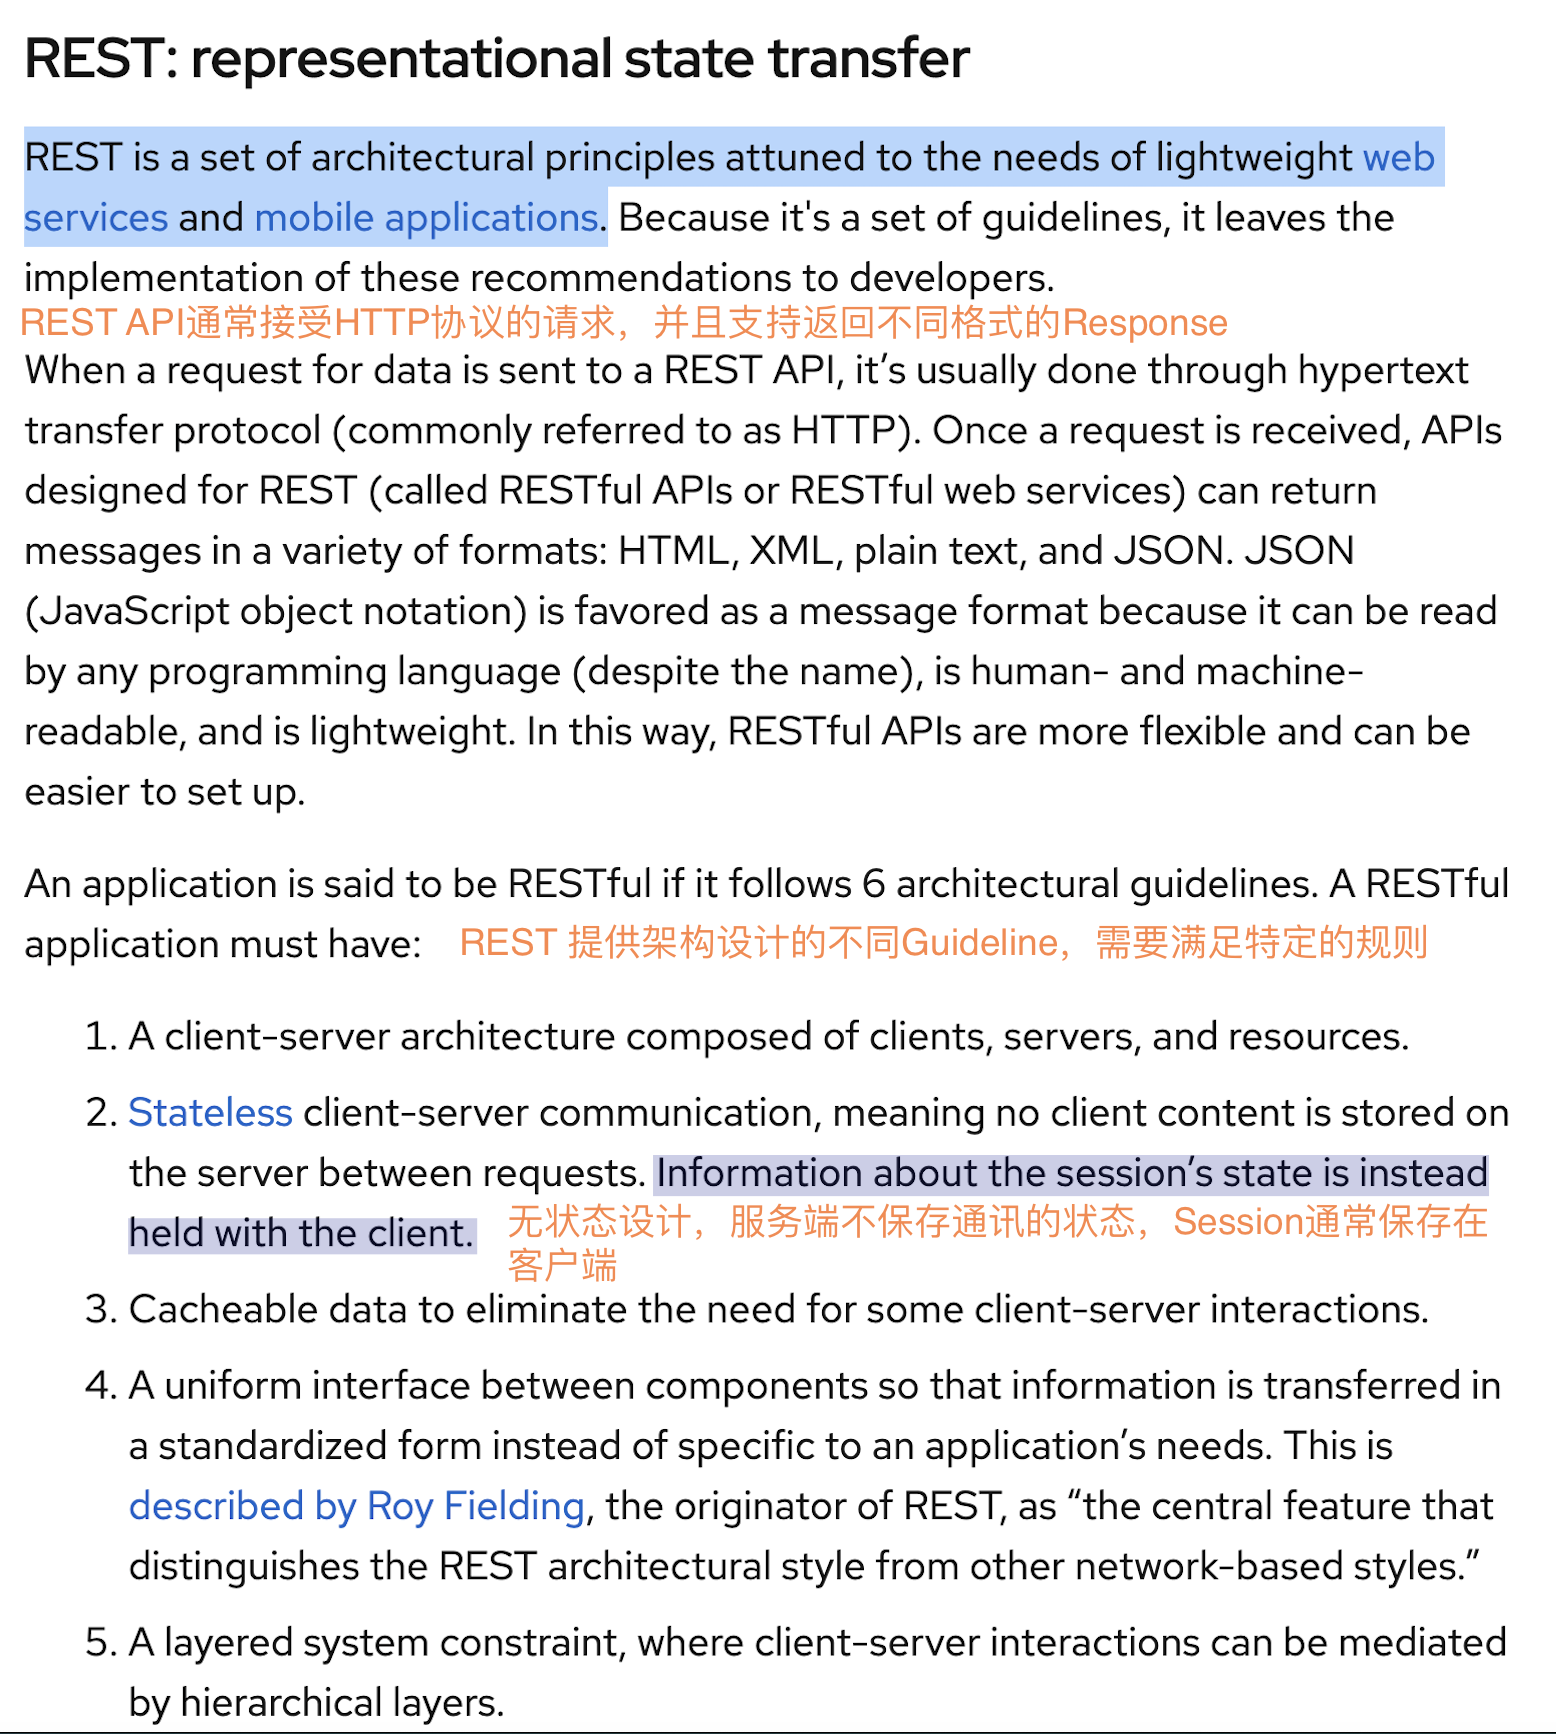 REST: representational state transfer
REST is a set of architectural principles attuned to the needs of lightweight web
services and mobile applications. Because it's a set of guidelines, it leaves the
implementation of these recommendations to developers.
REST API通常接受HTTP协议的请求，并且支持返回不同格式的Response
When a request for data is sent to a REST API, it’s usually done through hypertext
transfer protocol (commonly referred to as HTTP). Once a request is received, APIs
designed for REST (called RESTful APIs or RESTful web services) can return
messages in a variety of formats: HTML, XML, plain text, and JSON. JSON
(JavaScript object notation) is favored as a message format because it can be read
by any programming language (despite the name), is human- and machine-
readable, and is lightweight. In this way, RESTful APIs are more flexible and can be
easier to set up.
An application is said to be RESTful if it follows 6 architectural guidelines. A RESTful
application must have: REST 提供架构设计的不同Guideline，需要满足特定的规则
1. A client-server architecture composed of clients, servers, and resources.
2. Stateless client-server communication, meaning no client content is stored on
the server between requests. Information about the session’s state is instead
held with the client. 无状态设计，服务端不保存通讯的状态，Session通常保存在
客户端
3. Cacheable data to eliminate the need for some client-server interactions.
4. A uniform interface between components so that information is transferred in
a standardized form instead of specific to an application’s needs. This is
described by Roy Fielding, the originator of REST, as “the central feature that
distinguishes the REST architectural style from other network-based styles.”
5. A layered system constraint, where client-server interactions can be mediated
by hierarchical layers.